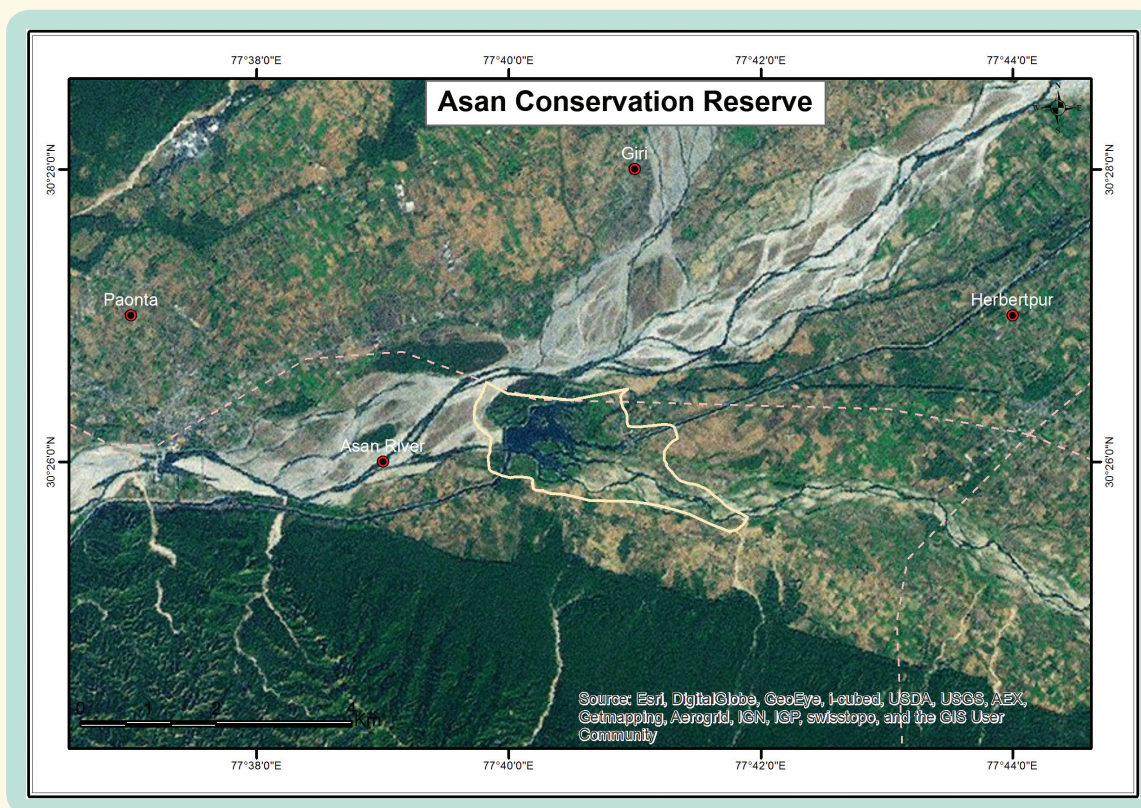 77°38'0"E 77°40'0"E 77°42'0"E 77°44'0"E
Asan Conservation Reserve
N
W E
S
30°28'0"N 30°28'0"N
Giri
Paonta
Herbertpur
Asan River
30°26'0"N 30°26'0"N
Source: Esri, DigitalGlobe, GeoEye, i-cubed, USDA, USGS, AEX,
Getmapping, Aerogrid, IGN, IGP, swisstopo, and the GIS User
Community
0 1 2 4
Km
77°38'0"E 77°40'0"E 77°42'0"E 77°44'0"E